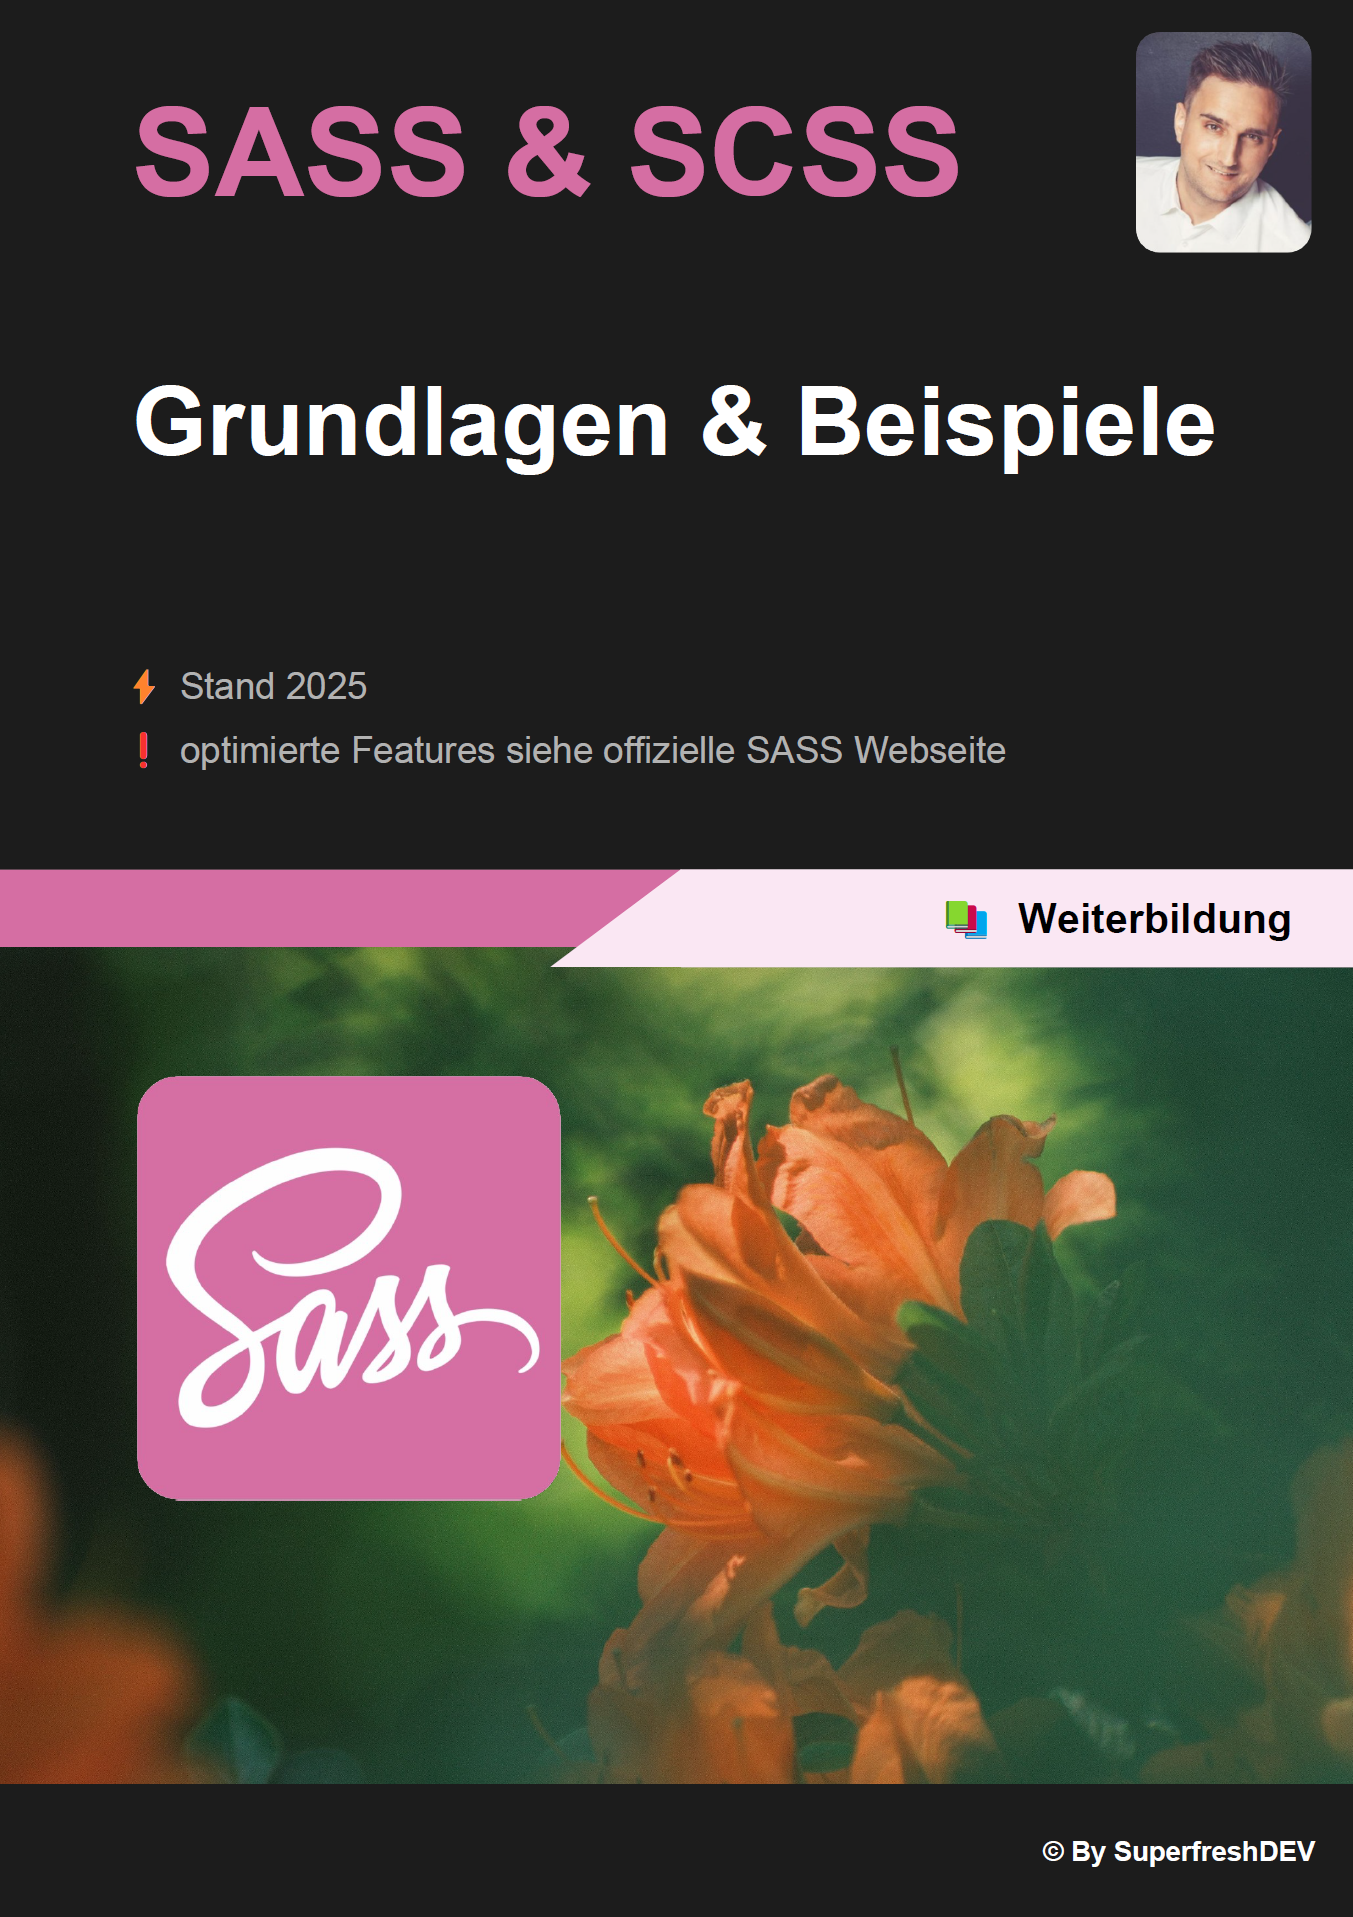 SASS & SCSS
Grundlagen & Beispiele
Stand 2025
optimierte Features siehe offizielle SASS Webseite
Weiterbildung
Sass
© By SuperfreshDEV